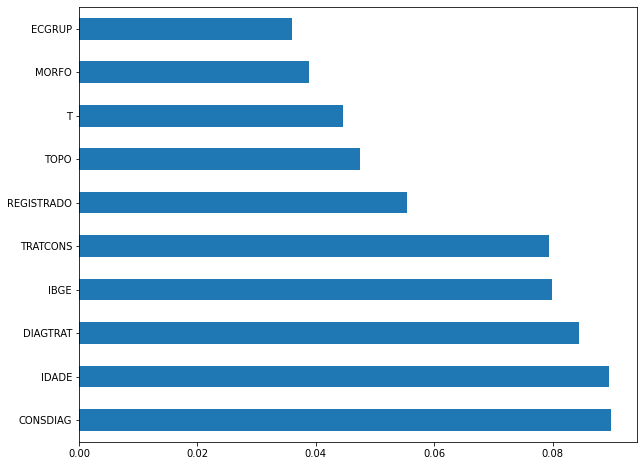 ECGRUP
MORFO
T
TOPO
REGISTRADO
TRATCONS
IBGE
DIAGTRAT
IDADE
CONSDIAG
0.00 0.02 0.04 0.06 0.08